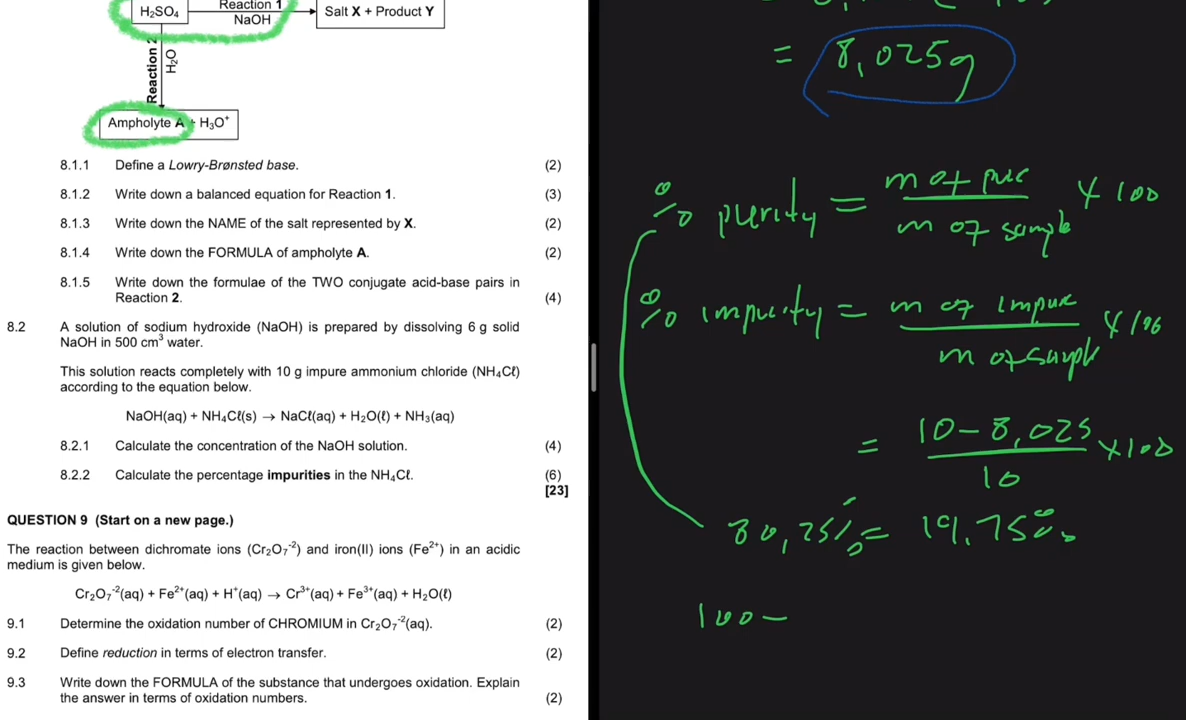 H₂SO₄
Reaction 1
NaOH
Salt X + Product Y
Reaction 2
H₂O
Ampholyte A + H₃O⁺
8.1.1 Define a Lowry-Brønsted base. (2)
8.1.2 Write down a balanced equation for Reaction 1. (3)
8.1.3 Write down the NAME of the salt represented by X. (2)
8.1.4 Write down the FORMULA of ampholyte A. (2)
8.1.5 Write down the formulae of the TWO conjugate acid-base pairs in
Reaction 2. (4)
8.2 A solution of sodium hydroxide (NaOH) is prepared by dissolving 6 g solid
NaOH in 500 cm³ water.
This solution reacts completely with 10 g impure ammonium chloride (NH₄Cℓ)
according to the equation below.
NaOH(aq) + NH₄Cℓ(s) → NaCℓ(aq) + H₂O(ℓ) + NH₃(aq)
8.2.1 Calculate the concentration of the NaOH solution. (4)
8.2.2 Calculate the percentage impurities in the NH₄Cℓ. (6)
[23]
QUESTION 9 (Start on a new page.)
The reaction between dichromate ions (Cr₂O₇⁻²) and iron(II) ions (Fe²⁺) in an acidic
medium is given below.
Cr₂O₇⁻²(aq) + Fe²⁺(aq) + H⁺(aq) → Cr³⁺(aq) + Fe³⁺(aq) + H₂O(ℓ)
9.1 Determine the oxidation number of CHROMIUM in Cr₂O₇⁻²(aq). (2)
9.2 Define reduction in terms of electron transfer. (2)
9.3 Write down the FORMULA of the substance that undergoes oxidation. Explain
the answer in terms of oxidation numbers. (2)
= 8,025g
% purity = m of pure / m of sample × 100
% impurity = m of impure / m of sample × 100
= 10 - 8,025 / 10 × 100
80,25% = 19,75%
100 -